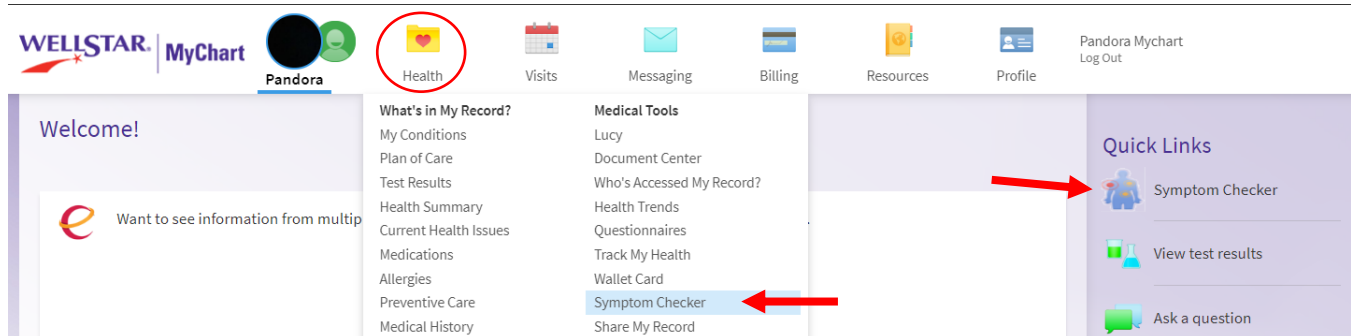 WELLSTAR. MyChart
Pandora
Health
Visits
Messaging
Billing
Resources
Profile
Pandora Mychart
Log Out
Welcome!
Want to see information from multip
What's in My Record?
My Conditions
Plan of Care
Test Results
Health Summary
Current Health Issues
Medications
Allergies
Preventive Care
Medical History
Medical Tools
Lucy
Document Center
Who's Accessed My Record?
Health Trends
Questionnaires
Track My Health
Wallet Card
Symptom Checker
Share My Record
Quick Links
Symptom Checker
View test results
Ask a question